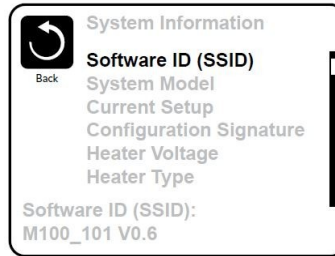 System Information
Back
Software ID (SSID)
System Model
Current Setup
Configuration Signature
Heater Voltage
Heater Type
Software ID (SSID):
M100_101 V0.6